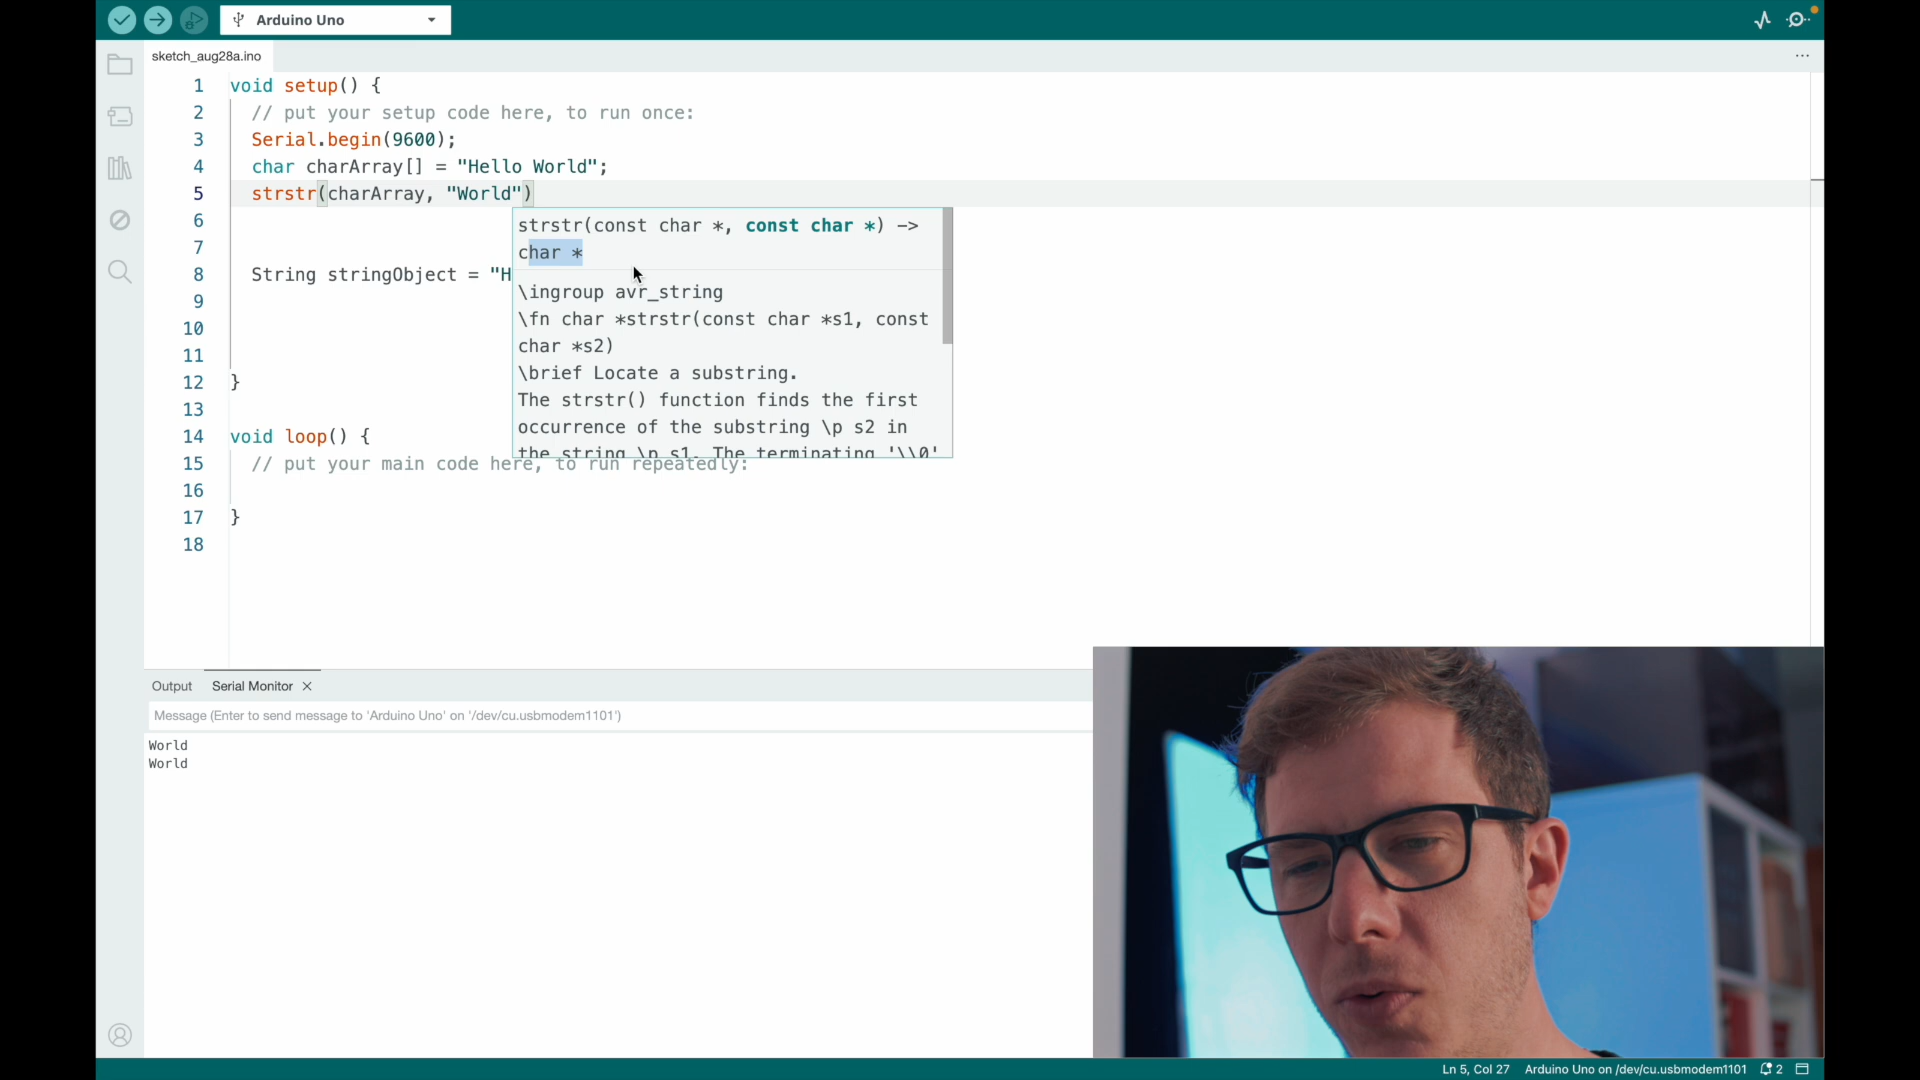 Arduino Uno
sketch_aug28a.ino
1 void setup() {
2 // put your setup code here, to run once:
3 Serial.begin(9600);
4 char charArray[] = "Hello World";
5 strstr(charArray, "World")
6
7
8 String stringObject = "H
9
10
11
12 }
13
14 void loop() {
15 // put your main code here, to run repeatedly:
16
17 }
18
strstr(const char *, const char *) ->
char *
\ingroup avr_string
\fn char *strstr(const char *s1, const
char *s2)
\brief Locate a substring.
The strstr() function finds the first
occurrence of the substring \p s2 in
the string \p s1. The terminating '\\0'
Output Serial Monitor
Message (Enter to send message to 'Arduino Uno' on '/dev/cu.usbmodem1101')
World
World
Ln 5, Col 27 Arduino Uno on /dev/cu.usbmodem1101 2